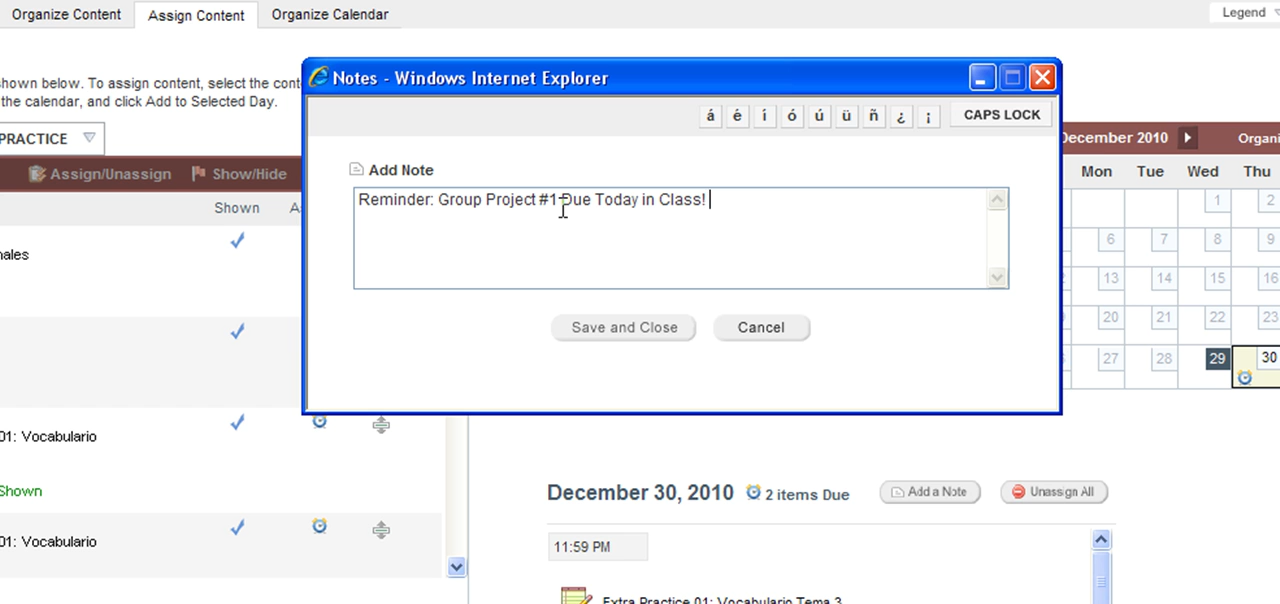 Organize Content
Assign Content
Organize Calendar
Legend
shown below. To assign content, select the cont
the calendar, and click Add to Selected Day.
PRACTICE
Assign/Unassign
Show/Hide
Shown
As
nales
01: Vocabulario
Shown
01: Vocabulario
Notes - Windows Internet Explorer
á é í ó ú ü ñ ¿ ¡ CAPS LOCK
Add Note
Reminder: Group Project #1 Due Today in Class!
Save and Close
Cancel
December 2010
Organi
Mon Tue Wed Thu
1 2
6 7 8 9
13 14 15 16
20 21 22 23
27 28 29 30
December 30, 2010
2 items Due
Add a Note
Unassign All
11:59 PM
Extra Practice 01: Vocabulario Tema 3